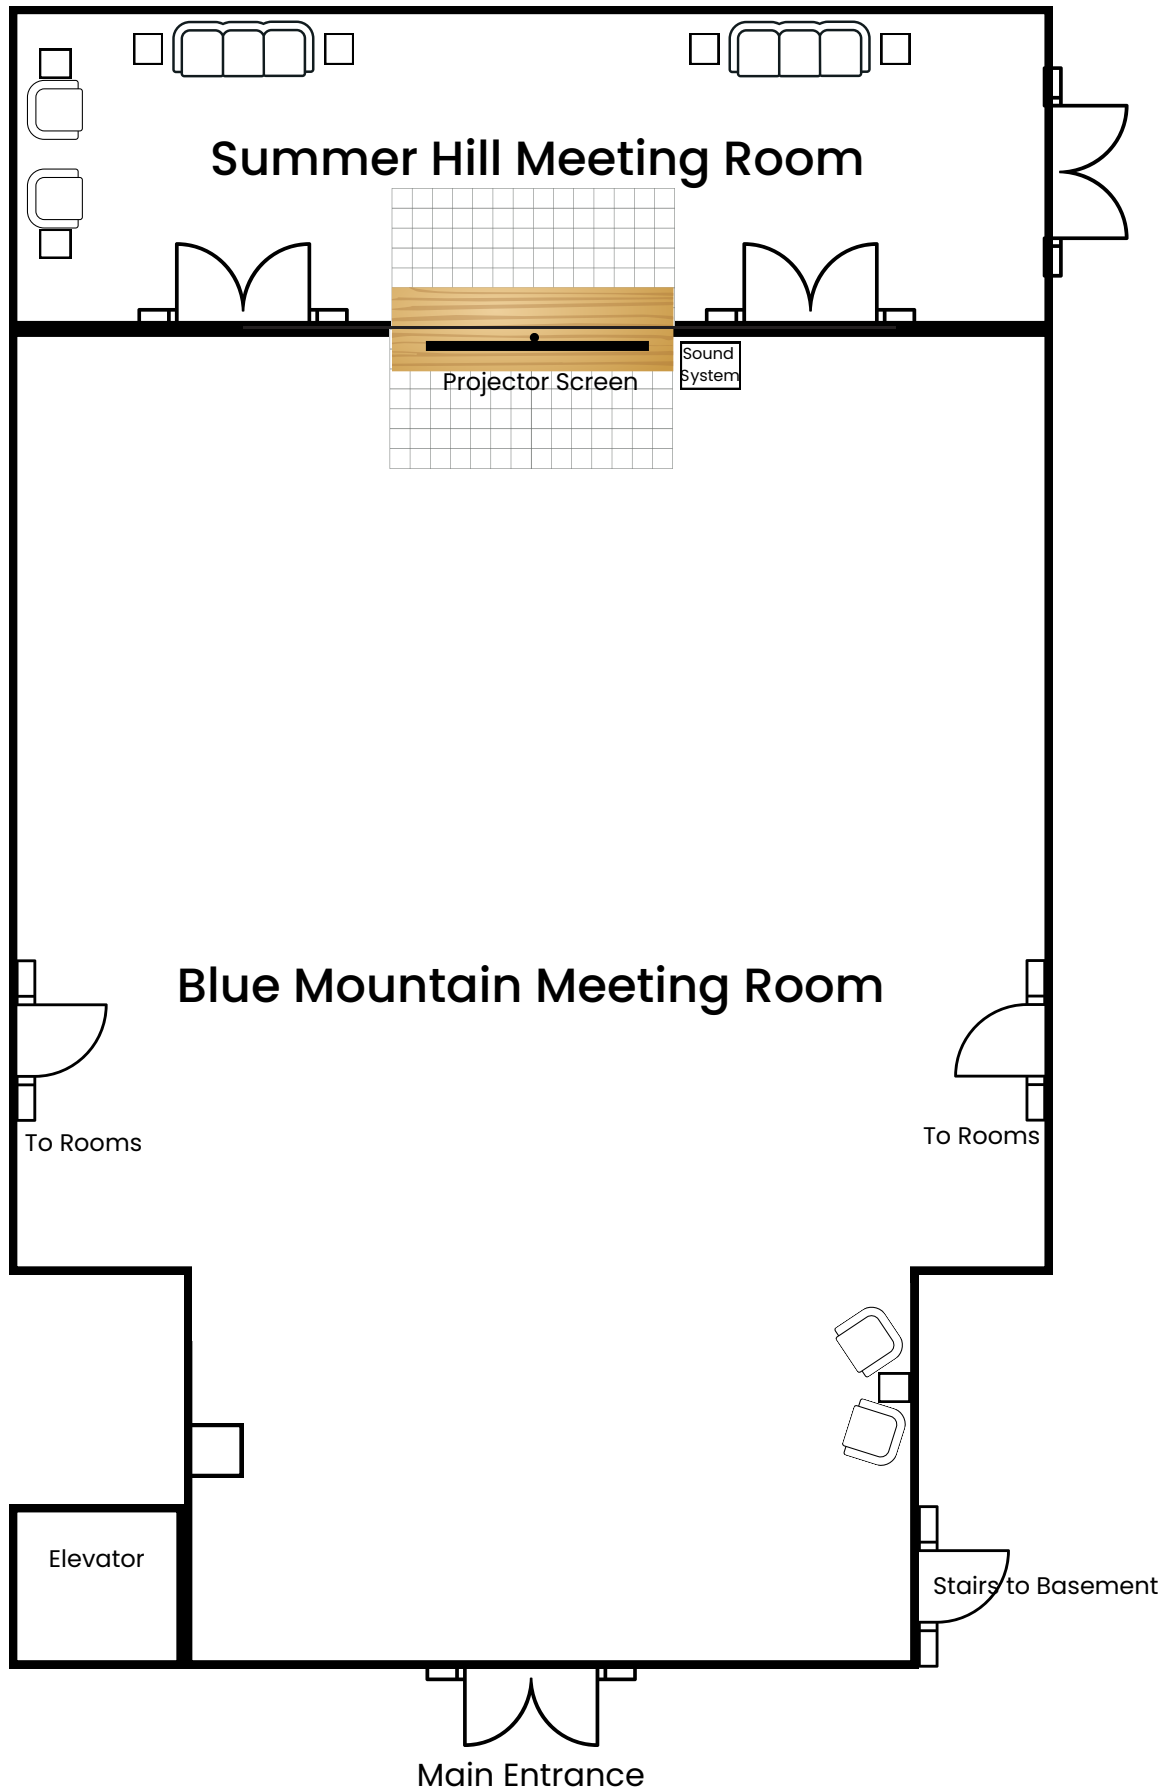 Summer Hill Meeting Room
Sound
System
Projector Screen
Blue Mountain Meeting Room
To Rooms
To Rooms
Elevator
Stairs to Basement
Main Entrance